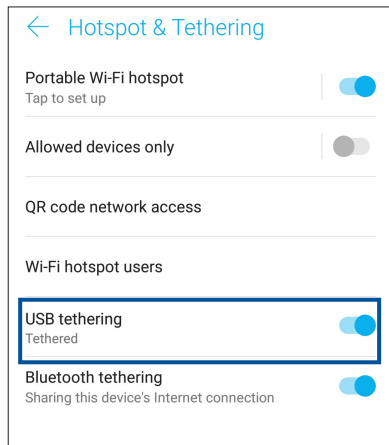 Hotspot & Tethering
Portable Wi-Fi hotspot
Tap to set up
Allowed devices only
QR code network access
Wi-Fi hotspot users
USB tethering
Tethered
Bluetooth tethering
Sharing this device's Internet connection